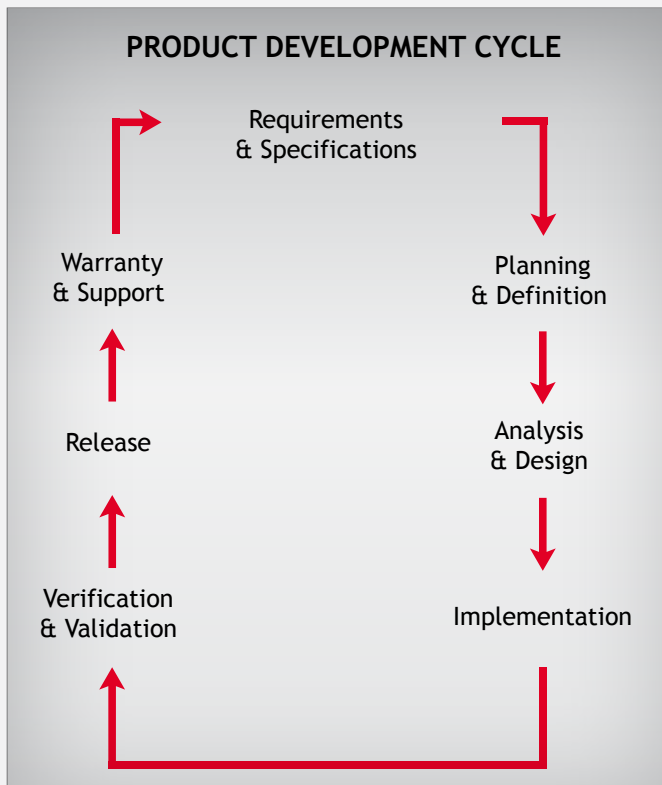 PRODUCT DEVELOPMENT CYCLE
Requirements
& Specifications
Planning
& Definition
Analysis
& Design
Implementation
Verification
& Validation
Release
Warranty
& Support